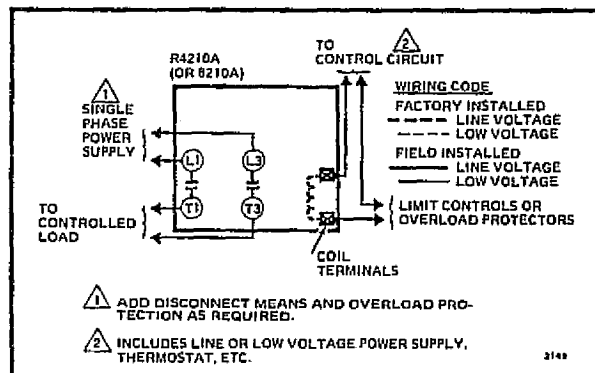 R4210A
(OR 8210A)
TO
CONTROL CIRCUIT
2
1
SINGLE
PHASE
POWER
SUPPLY
L1
L3
T1
T3
TO
CONTROLLED
LOAD
COIL
TERMINALS
WIRING CODE
FACTORY INSTALLED
LINE VOLTAGE
LOW VOLTAGE
FIELD INSTALLED
LINE VOLTAGE
LOW VOLTAGE
LIMIT CONTROLS OR
OVERLOAD PROTECTORS
1 ADD DISCONNECT MEANS AND OVERLOAD PRO-
TECTION AS REQUIRED.
2 INCLUDES LINE OR LOW VOLTAGE POWER SUPPLY,
THERMOSTAT, ETC.